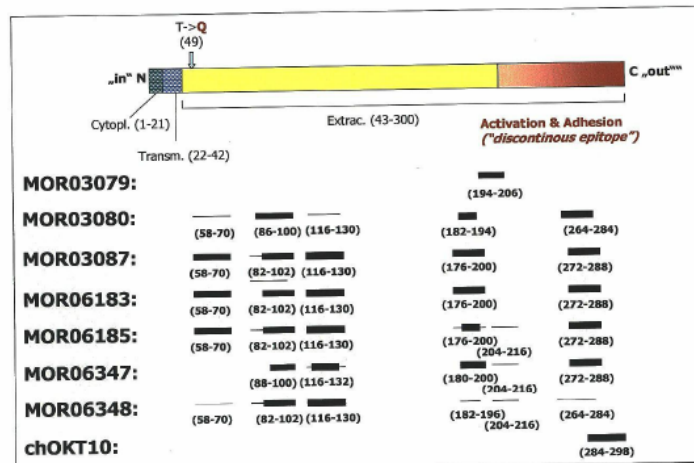 T->Q
(49)
„in“ N
C „out““
Cytopl. (1-21)
Extrac. (43-300)
Transm. (22-42)
Activation & Adhesion
("discontinous epitope")
MOR03079:
(194-206)
MOR03080:
(58-70) (86-100) (116-130) (182-194) (264-284)
MOR03087:
(58-70) (82-102) (116-130) (176-200) (272-288)
MOR06183:
(58-70) (82-102) (116-130) (176-200) (272-288)
MOR06185:
(58-70) (82-102) (116-130) (176-200) (272-288)
(204-216)
MOR06347:
(88-100) (116-132) (180-200) (272-288)
(204-216)
MOR06348:
(58-70) (82-102) (116-130) (182-196) (264-284)
(204-216)
chOKT10:
(284-298)